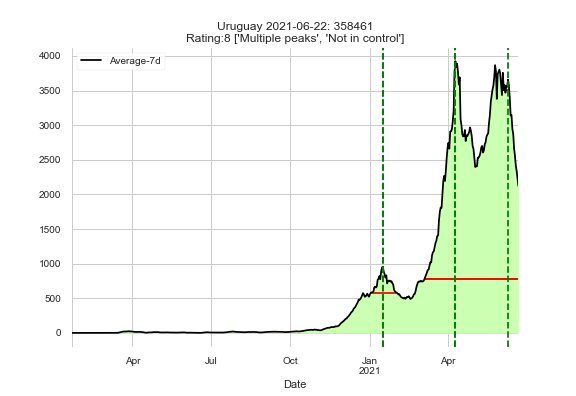 Uruguay 2021-06-22: 358461
Rating:8 ['Multiple peaks', 'Not in control']
Average-7d
4000
3500
3000
2500
2000
1500
1000
500
0
Apr
Jul
Oct
Jan
2021
Apr
Date